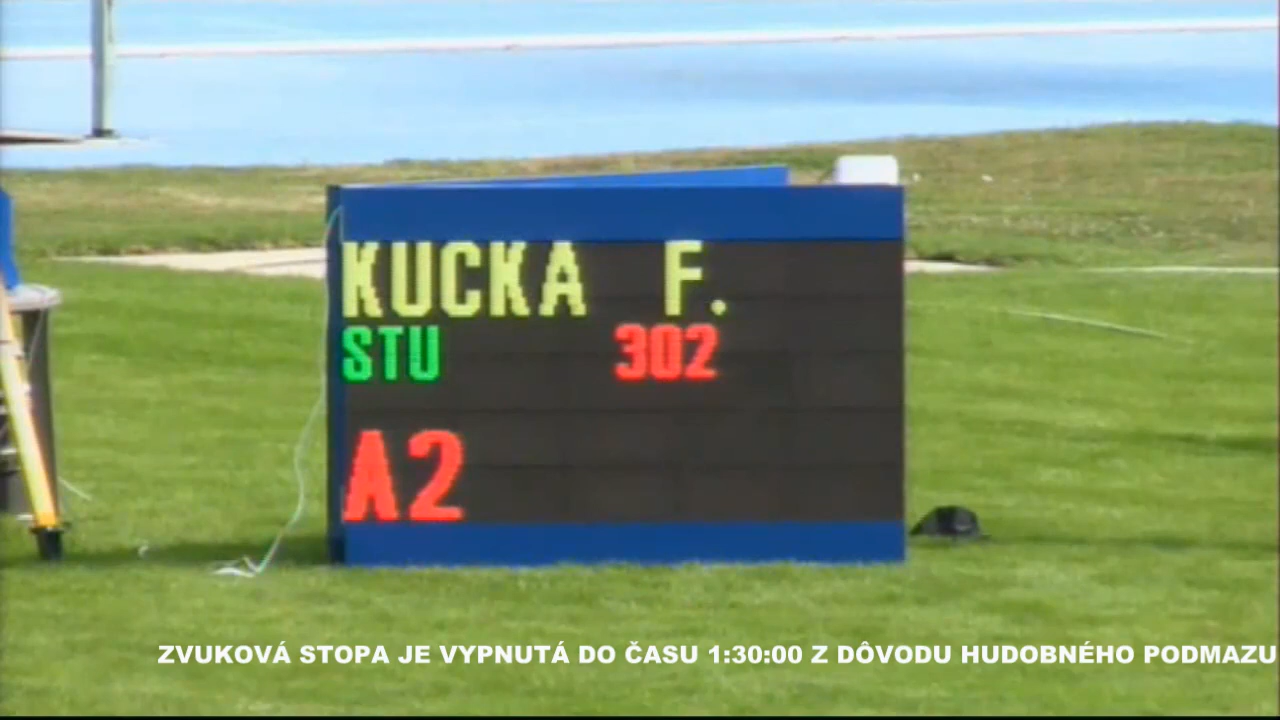 KUCKA F.
STU 302
A2
ZVUKOVÁ STOPA JE VYPNUTÁ DO ČASU 1:30:00 Z DÔVODU HUDOBNÉHO PODMAZU